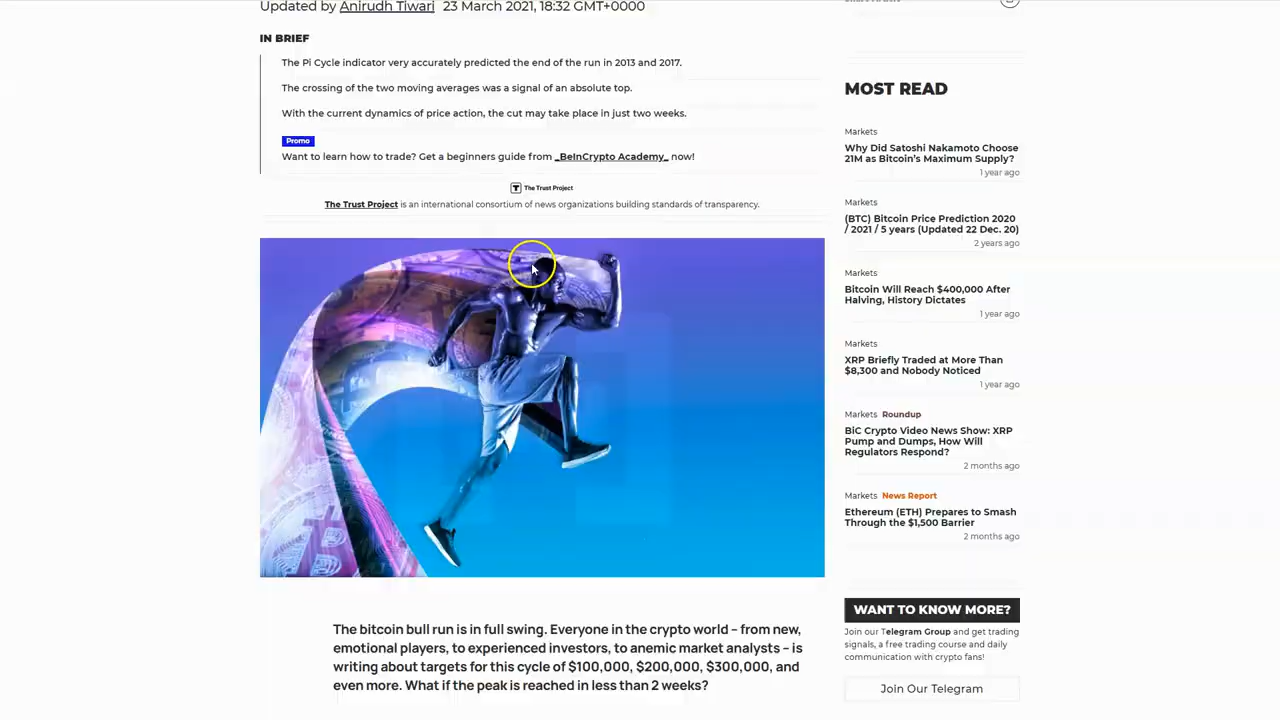 Updated by Anirudh Tiwari 23 March 2021, 18:32 GMT+0000
IN BRIEF
The Pi Cycle indicator very accurately predicted the end of the run in 2013 and 2017.
The crossing of the two moving averages was a signal of an absolute top.
With the current dynamics of price action, the cut may take place in just two weeks.
Promo
Want to learn how to trade? Get a beginners guide from _BeInCrypto Academy_ now!
The Trust Project
The Trust Project is an international consortium of news organizations building standards of transparency.
The bitcoin bull run is in full swing. Everyone in the crypto world – from new,
emotional players, to experienced investors, to anemic market analysts – is
writing about targets for this cycle of $100,000, $200,000, $300,000, and
even more. What if the peak is reached in less than 2 weeks?
MOST READ
Markets
Why Did Satoshi Nakamoto Choose
21M as Bitcoin's Maximum Supply?
1 year ago
Markets
(BTC) Bitcoin Price Prediction 2020
/ 2021 / 5 years (Updated 22 Dec. 20)
2 years ago
Markets
Bitcoin Will Reach $400,000 After
Halving, History Dictates
1 year ago
Markets
XRP Briefly Traded at More Than
$8,300 and Nobody Noticed
1 year ago
Markets Roundup
BiC Crypto Video News Show: XRP
Pump and Dumps, How Will
Regulators Respond?
2 months ago
Markets News Report
Ethereum (ETH) Prepares to Smash
Through the $1,500 Barrier
2 months ago
WANT TO KNOW MORE?
Join our Telegram Group and get trading
signals, a free trading course and daily
communication with crypto fans!
Join Our Telegram